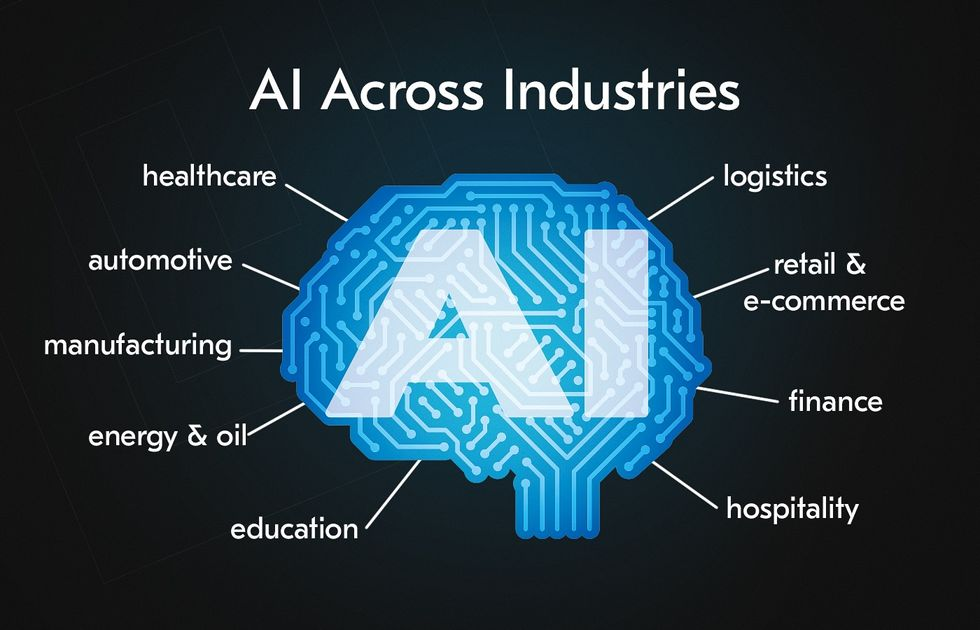 AI Across Industries
healthcare
automotive
manufacturing
energy & oil
education
AI
logistics
retail &
e-commerce
finance
hospitality